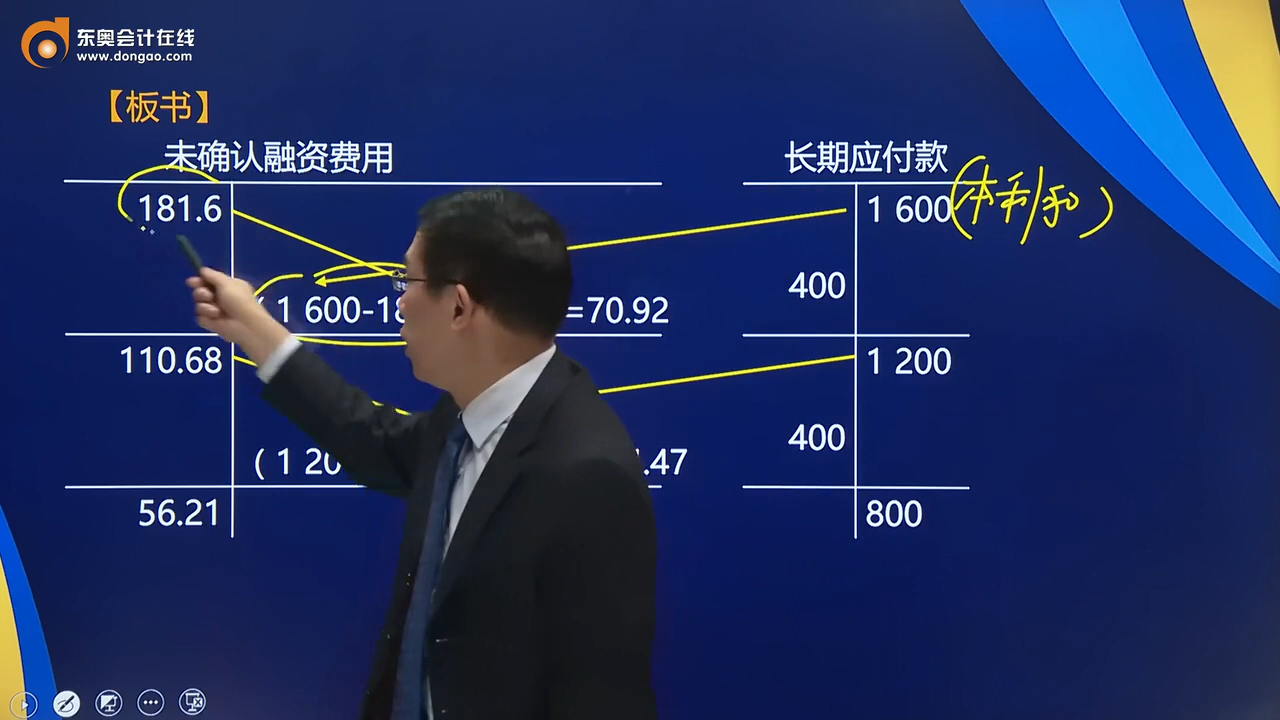 东奥会计在线
www.dongao.com
【板书】
未确认融资费用 长期应付款
181.6 1 600(本利/和)
400
( 1 600-18 =70.92
110.68 1 200
400
( 1 20 .47
56.21 800